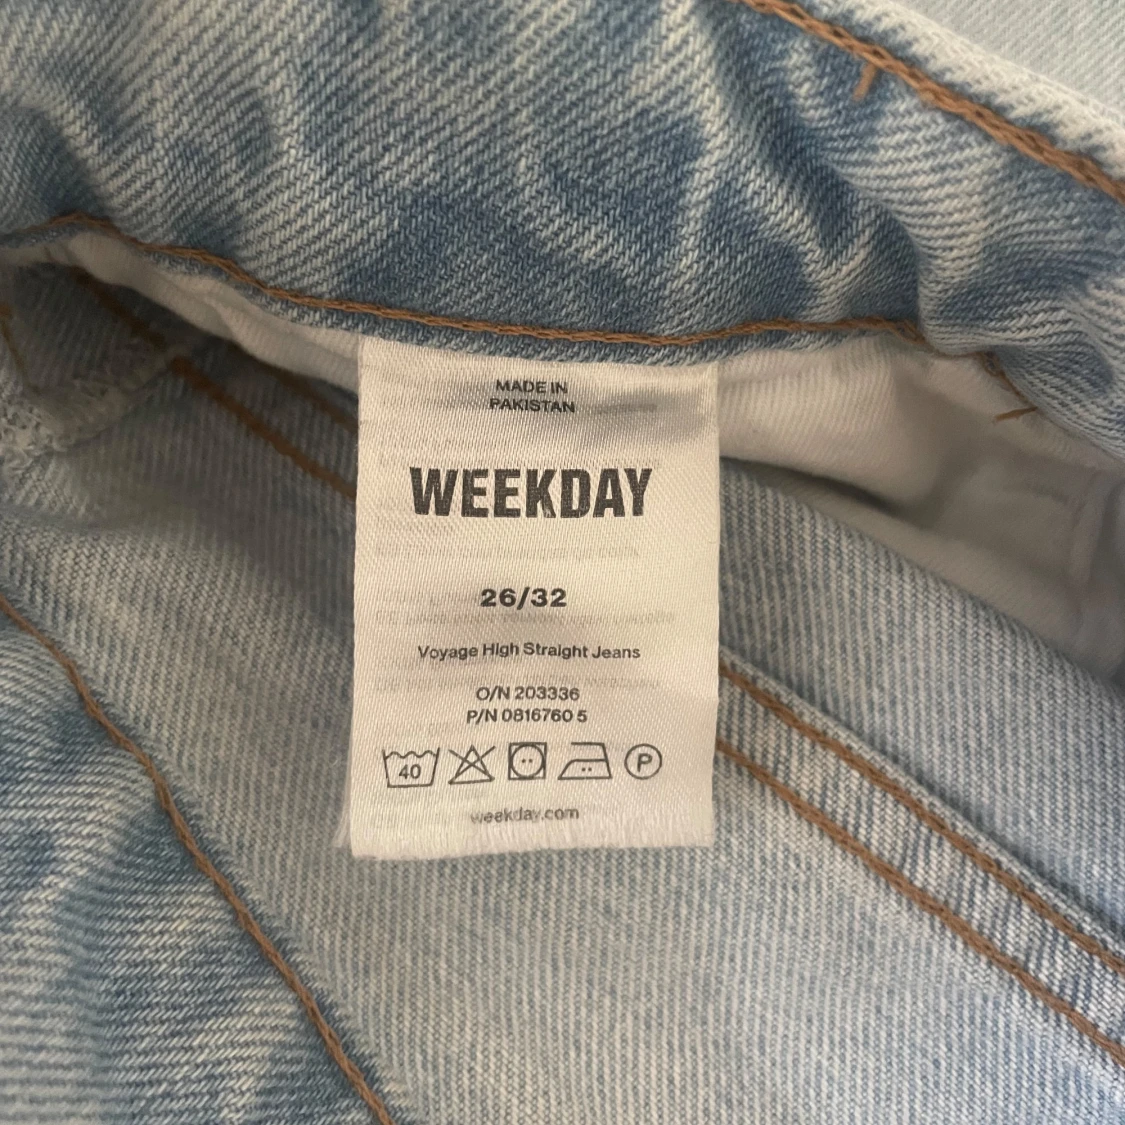 MADE IN
PAKISTAN
WEEKDAY
26/32
Voyage High Straight Jeans
O/N 203336
P/N 0816760 5
40
P
weekday.com